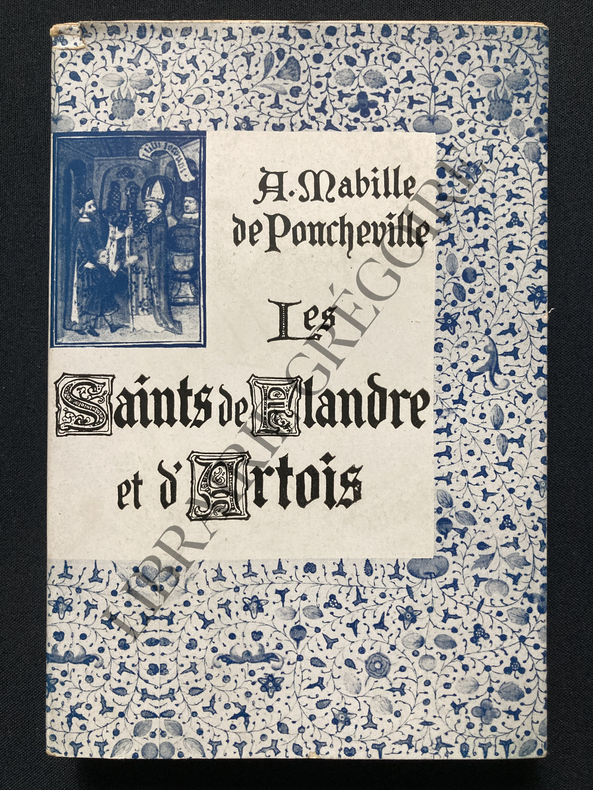 A. Mabille
de Poncheville
Les
Saints de Flandre
et d'Artois
LIBRAIRIE GRÉGOIRE